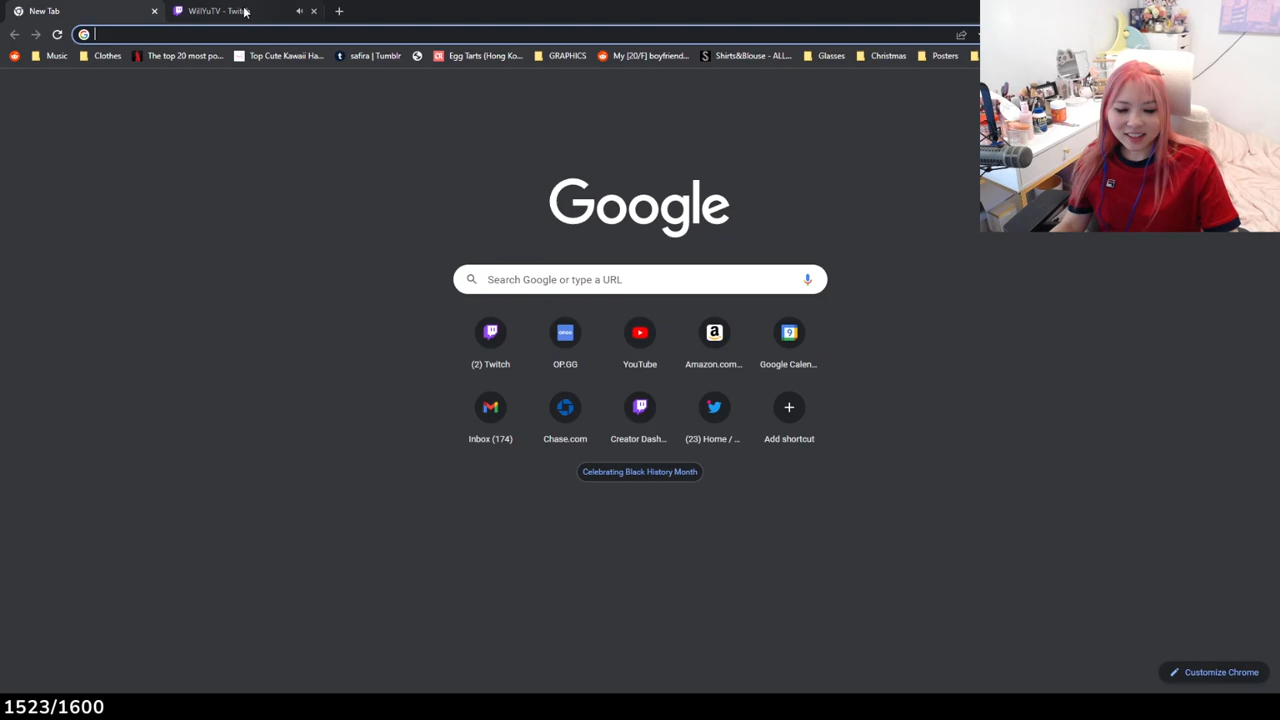 New Tab
WillYuTV - Twitch
Music
Clothes
The top 20 most po...
Top Cute Kawaii Ha...
safira | Tumblr
Egg Tarts (Hong Ko...
GRAPHICS
My [20/F] boyfriend...
Shirts&Blouse - ALL...
Glasses
Christmas
Posters
Google
Search Google or type a URL
(2) Twitch
OP.GG
YouTube
Amazon.com...
Google Calen...
Inbox (174)
Chase.com
Creator Dash...
(23) Home / ...
Add shortcut
Celebrating Black History Month
Customize Chrome
1523/1600